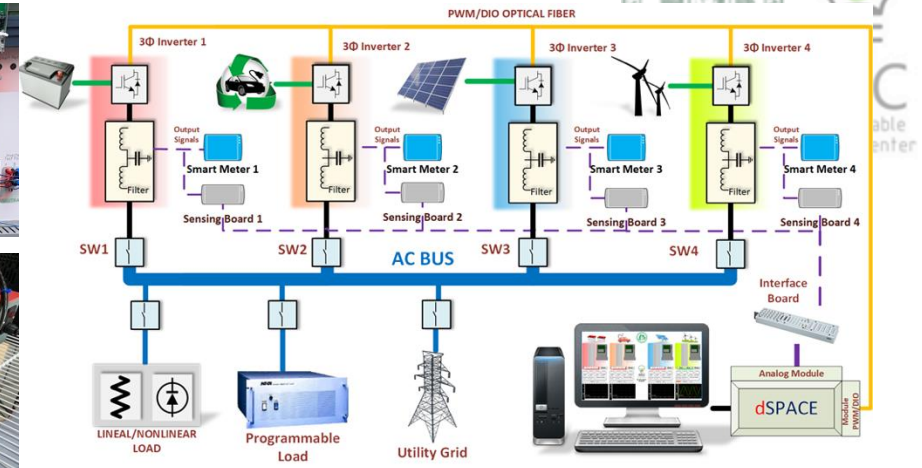 PWM/DIO OPTICAL FIBER
3Φ Inverter 1
3Φ Inverter 2
3Φ Inverter 3
3Φ Inverter 4
C
able
enter
Output
Signals
Output
Signals
Output
Signals
Output
Signals
Smart Meter 1
Smart Meter 2
Smart Meter 3
Smart Meter 4
Filter
Filter
Filter
Filter
Sensing Board 1
Sensing Board 2
Sensing Board 3
Sensing Board 4
SW1
SW2
SW3
SW4
AC BUS
Interface
Board
Analog Module
dSPACE
Module
PWM/DIO
LINEAL/NONLINEAR
LOAD
Programmable
Load
Utility Grid